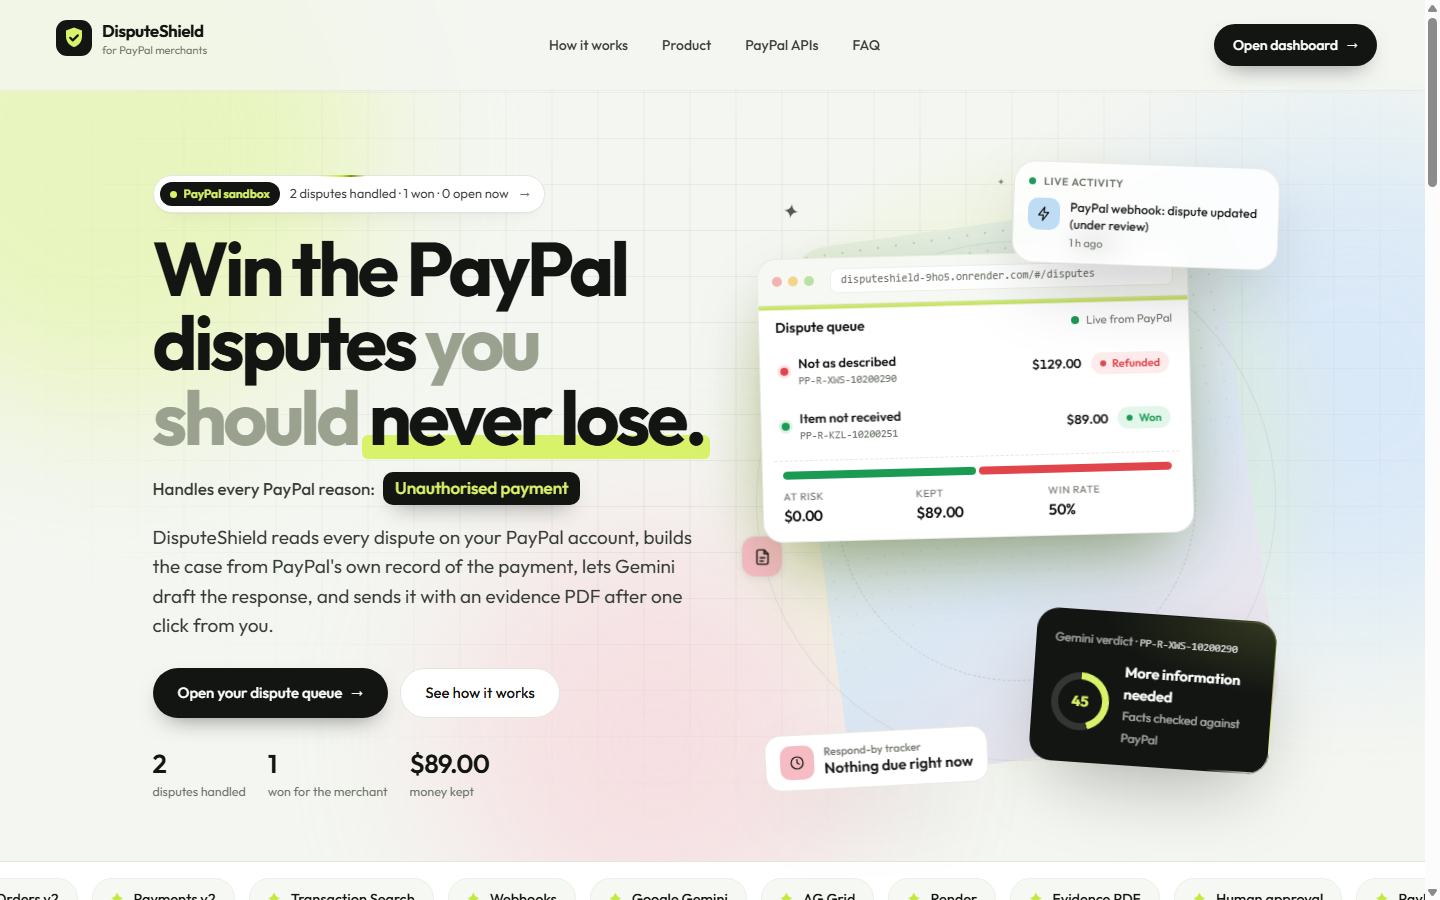 DisputeShield
for PayPal merchants
How it works
Product
PayPal APIs
FAQ
Open dashboard →
PayPal sandbox
2 disputes handled · 1 won · 0 open now →
Win the PayPal
disputes you
should never lose.
Handles every PayPal reason: Unauthorised payment
DisputeShield reads every dispute on your PayPal account, builds
the case from PayPal's own record of the payment, lets Gemini
draft the response, and sends it with an evidence PDF after one
click from you.
Open your dispute queue →
See how it works
2
disputes handled
1
won for the merchant
$89.00
money kept
LIVE ACTIVITY
PayPal webhook: dispute updated
(under review)
1h ago
disputeshield-9ho5.onrender.com/#/disputes
Dispute queue
Live from PayPal
Not as described
PP-R-XWS-10200290
$129.00
Refunded
Item not received
PP-R-KZL-10200251
$89.00
Won
AT RISK
$0.00
KEPT
$89.00
WIN RATE
50%
Gemini verdict · PP-R-XWS-10200290
45
More information
needed
Facts checked against
PayPal
Respond-by tracker
Nothing due right now
Orders v2
Payments v2
Transaction Search
Webhooks
Google Gemini
AG Grid
Render
Evidence PDF
Human approval